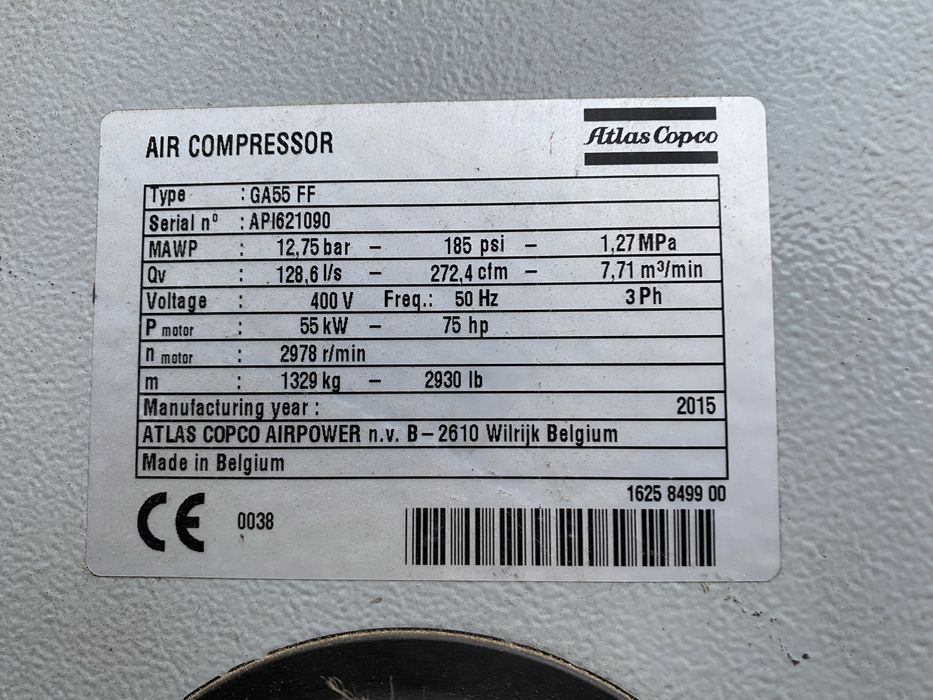 AIR COMPRESSOR
Atlas Copco
Type : GA55 FF
Serial nº : API621090
MAWP : 12,75 bar – 185 psi – 1,27 MPa
Qv : 128,6 l/s – 272,4 cfm – 7,71 m³/min
Voltage : 400 V Freq.: 50 Hz 3 Ph
P motor : 55 kW – 75 hp
n motor : 2978 r/min
m : 1329 kg – 2930 lb
Manufacturing year : 2015
ATLAS COPCO AIRPOWER n.v. B–2610 Wilrijk Belgium
Made in Belgium
1625 8499 00
CE 0038